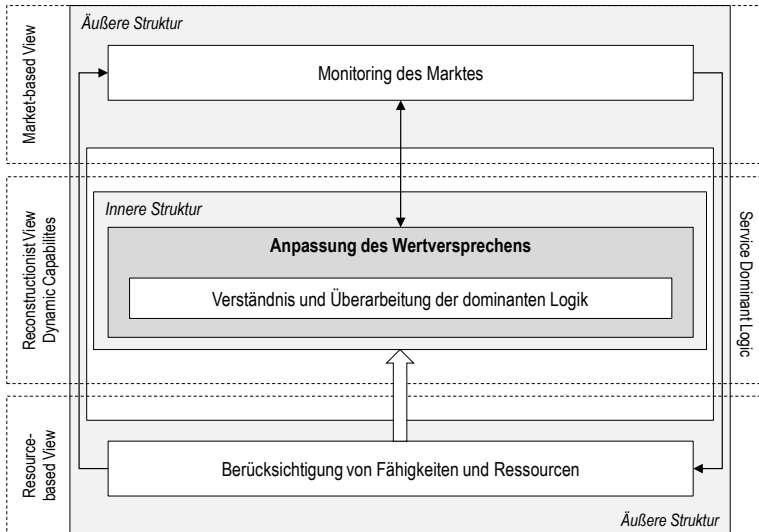 Äußere Struktur
Market-based View
Monitoring des Marktes
Innere Struktur
Reconstructionist View
Dynamic Capabilites
Anpassung des Wertversprechens
Verständnis und Überarbeitung der dominanten Logik
Service Dominant Logic
Resource-
based View
Berücksichtigung von Fähigkeiten und Ressourcen
Äußere Struktur